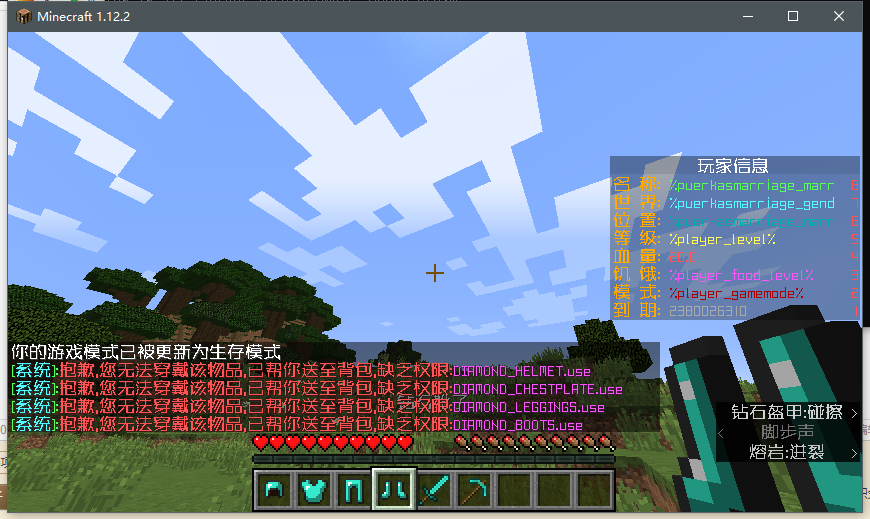 Minecraft 1.12.2
玩家信息
名 称: %puerkasmarriage_marr
世 界: %puerkasmarriage_gend
位 置:
等 级: %player_level%
血 量: err
饥 饿: %player_food_level%
模 式: %player_gamemode%
到 期: 2380026310
你的游戏模式已被更新为生存模式
[系统]:抱歉,您无法穿戴该物品,已帮你送至背包,缺乏权限:DIAMOND_HELMET.use
[系统]:抱歉,您无法穿戴该物品,已帮你送至背包,缺乏权限:DIAMOND_CHESTPLATE.use
[系统]:抱歉,您无法穿戴该物品,已帮你送至背包,缺乏权限:DIAMOND_LEGGINGS.use
[系统]:抱歉,您无法穿戴该物品,已帮你送至背包,缺乏权限:DIAMOND_BOOTS.use
钻石盔甲:碰擦 >
< 脚步声
熔岩:迸裂 >